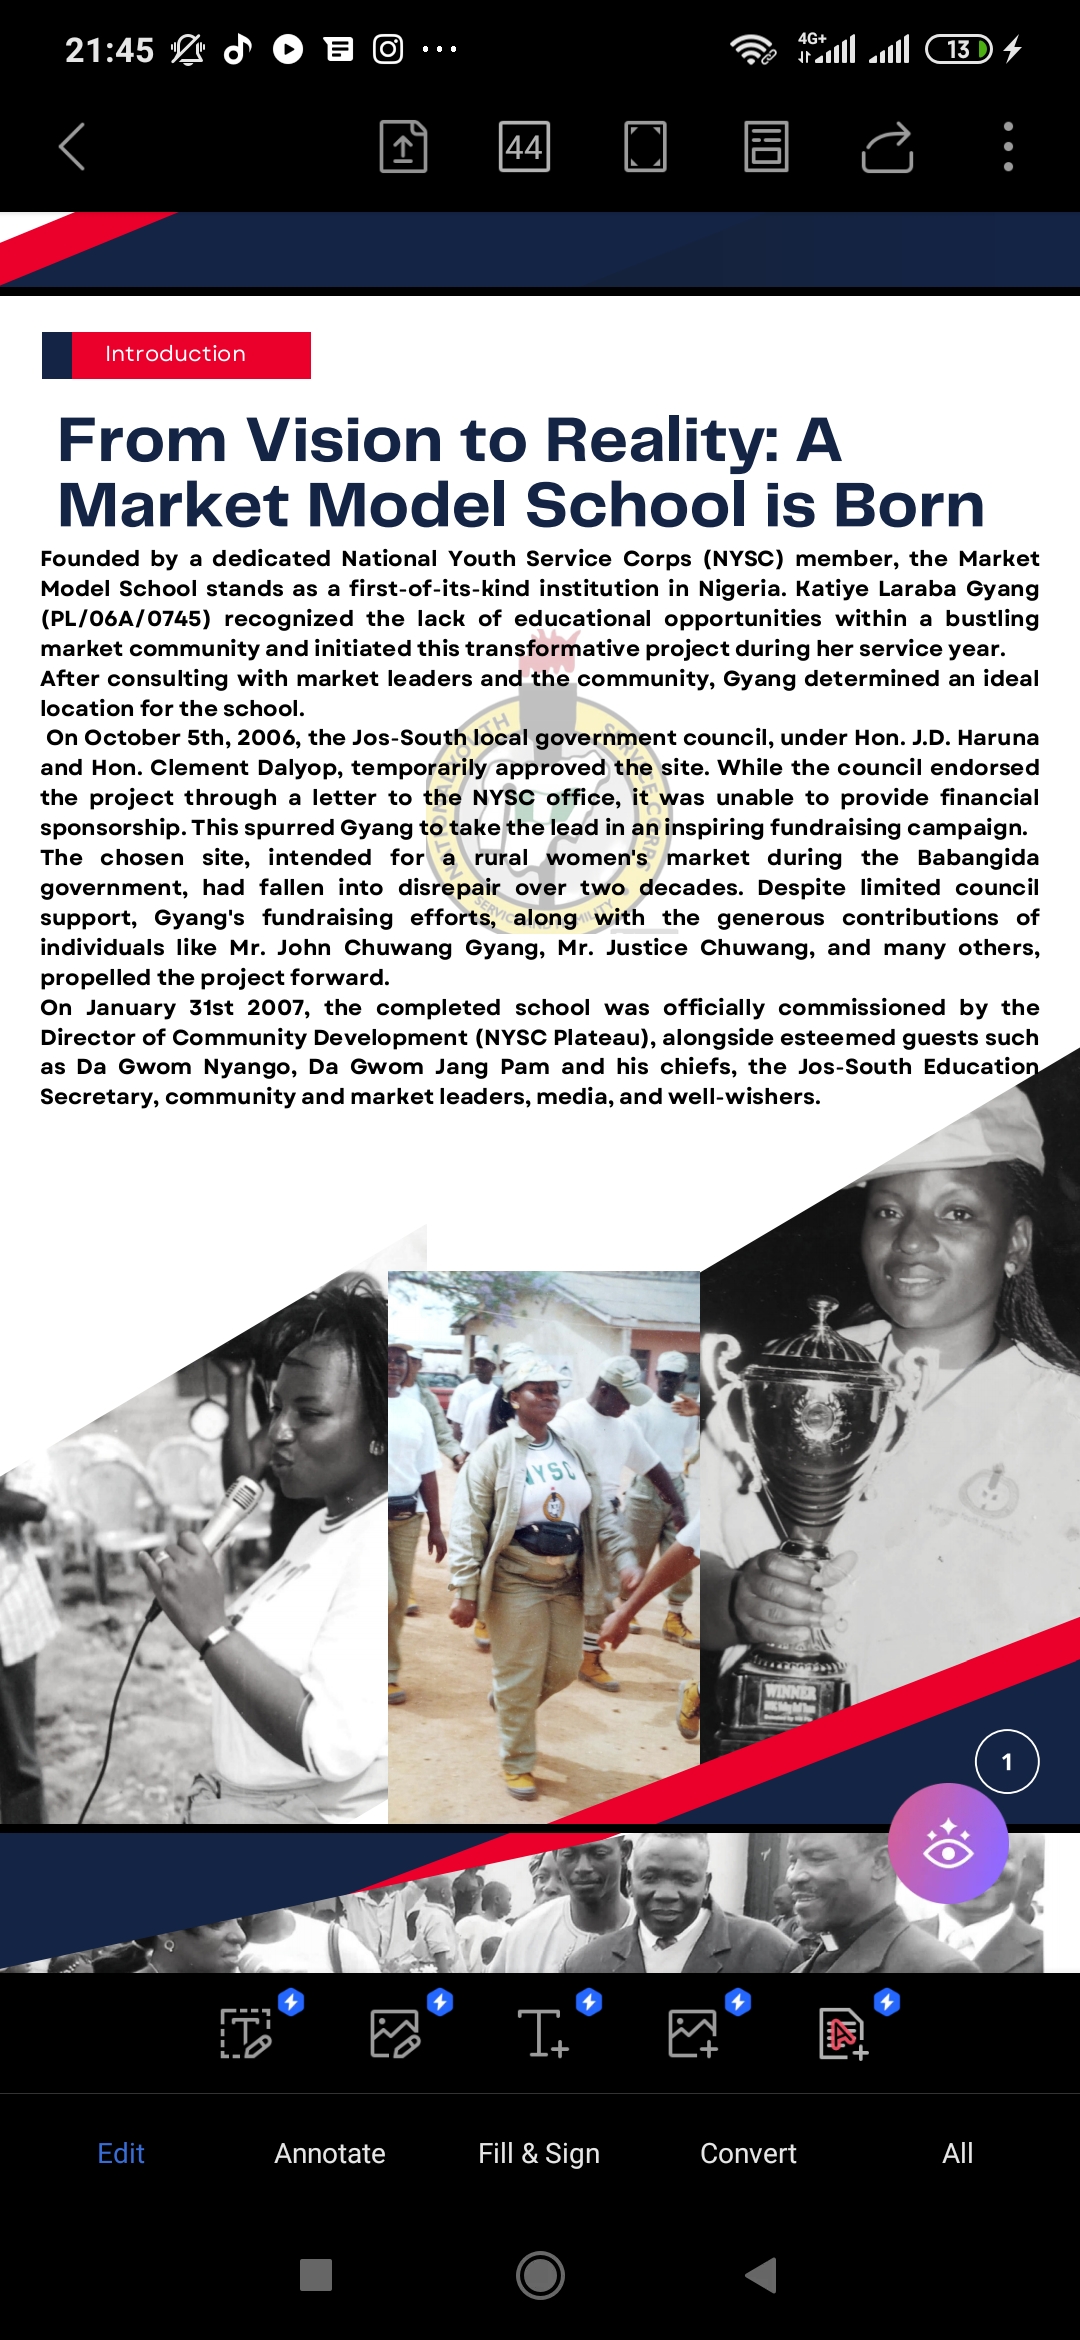 21:45
4G+
13
44
Introduction
From Vision to Reality: A
Market Model School is Born
Founded by a dedicated National Youth Service Corps (NYSC) member, the Market
Model School stands as a first-of-its-kind institution in Nigeria. Katiye Laraba Gyang
(PL/06A/0745) recognized the lack of educational opportunities within a bustling
market community and initiated this transformative project during her service year.
After consulting with market leaders and the community, Gyang determined an ideal
location for the school.
On October 5th, 2006, the Jos-South local government council, under Hon. J.D. Haruna
and Hon. Clement Dalyop, temporarily approved the site. While the council endorsed
the project through a letter to the NYSC office, it was unable to provide financial
sponsorship. This spurred Gyang to take the lead in an inspiring fundraising campaign.
The chosen site, intended for a rural women's market during the Babangida
government, had fallen into disrepair over two decades. Despite limited council
support, Gyang's fundraising efforts, along with the generous contributions of
individuals like Mr. John Chuwang Gyang, Mr. Justice Chuwang, and many others,
propelled the project forward.
On January 31st 2007, the completed school was officially commissioned by the
Director of Community Development (NYSC Plateau), alongside esteemed guests such
as Da Gwom Nyango, Da Gwom Jang Pam and his chiefs, the Jos-South Education
Secretary, community and market leaders, media, and well-wishers.
NATIONAL YOUTH SERVICE CORPS
SERVICE AND HUMILITY
NYSC
WINNER
1
Edit
Annotate
Fill & Sign
Convert
All